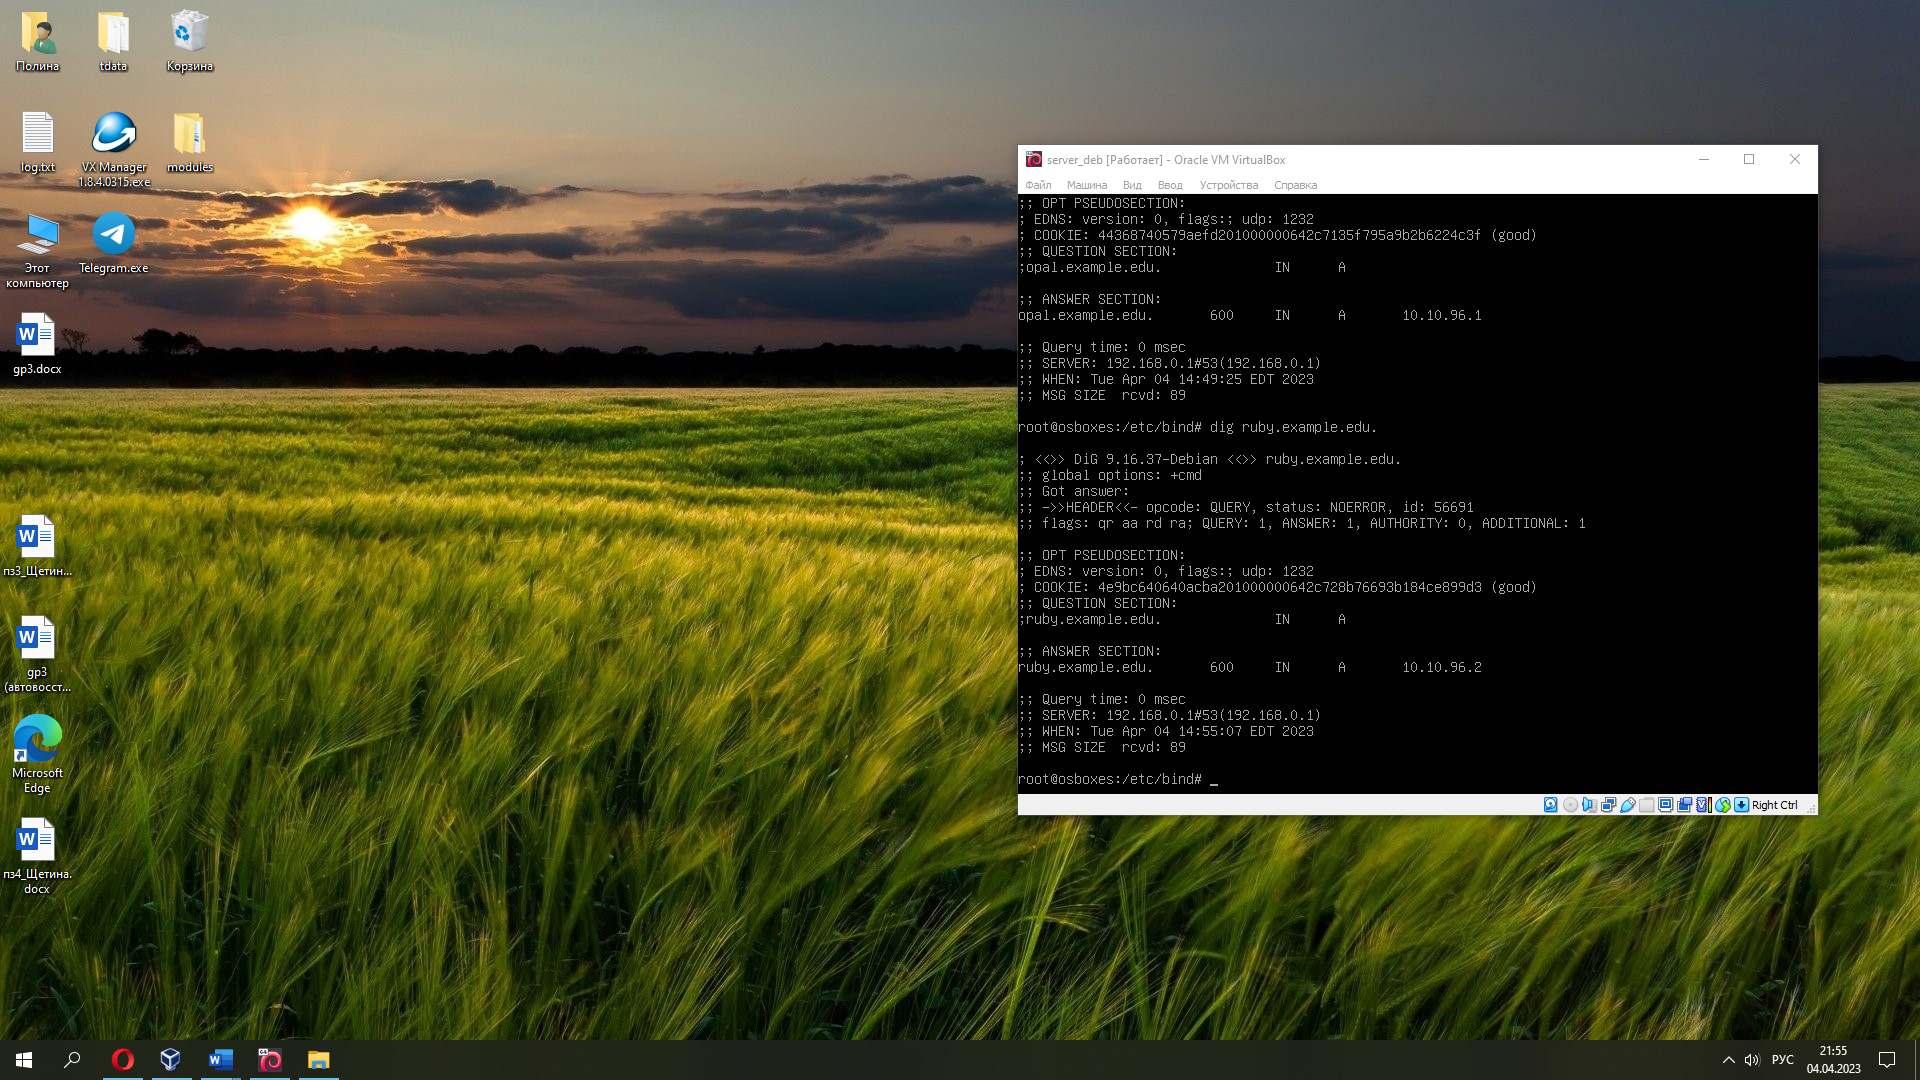 Полина
tdata
Корзина
log.txt
VX Manager
1.8.4.0315.exe
modules
Этот
компьютер
Telegram.exe
gp3.docx
пз3_Щетин...
gp3
(автовосст...
Microsoft
Edge
пз4_Щетина.
docx
server_deb [Работает] - Oracle VM VirtualBox
Файл Машина Вид Ввод Устройства Справка
;; OPT PSEUDOSECTION:
; EDNS: version: 0, flags:; udp: 1232
; COOKIE: 44368740579aefd201000000642c7135f795a9b2b6224c3f (good)
;; QUESTION SECTION:
;opal.example.edu. IN A
;; ANSWER SECTION:
opal.example.edu. 600 IN A 10.10.96.1
;; Query time: 0 msec
;; SERVER: 192.168.0.1#53(192.168.0.1)
;; WHEN: Tue Apr 04 14:49:25 EDT 2023
;; MSG SIZE rcvd: 89
root@osboxes:/etc/bind# dig ruby.example.edu.
; <<>> DiG 9.16.37-Debian <<>> ruby.example.edu.
;; global options: +cmd
;; Got answer:
;; ->>HEADER<<- opcode: QUERY, status: NOERROR, id: 56691
;; flags: qr aa rd ra; QUERY: 1, ANSWER: 1, AUTHORITY: 0, ADDITIONAL: 1
;; OPT PSEUDOSECTION:
; EDNS: version: 0, flags:; udp: 1232
; COOKIE: 4e9bc640640acba201000000642c728b76693b184ce899d3 (good)
;; QUESTION SECTION:
;ruby.example.edu. IN A
;; ANSWER SECTION:
ruby.example.edu. 600 IN A 10.10.96.2
;; Query time: 0 msec
;; SERVER: 192.168.0.1#53(192.168.0.1)
;; WHEN: Tue Apr 04 14:55:07 EDT 2023
;; MSG SIZE rcvd: 89
root@osboxes:/etc/bind# _
Right Ctrl
РУС
21:55
04.04.2023